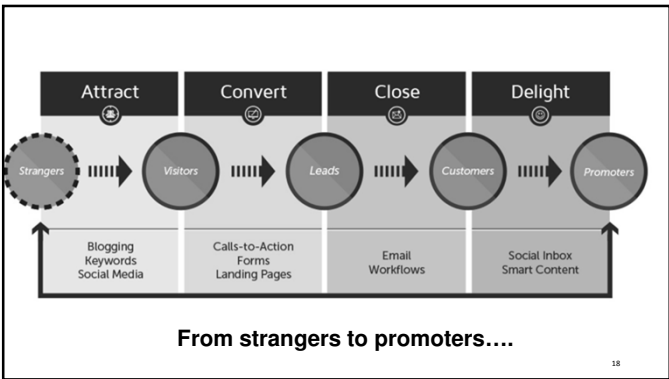 Attract
Convert
Close
Delight
Strangers
Visitors
Leads
Customers
Promoters
Blogging
Keywords
Social Media
Calls-to-Action
Forms
Landing Pages
Email
Workflows
Social Inbox
Smart Content
From strangers to promoters....
18